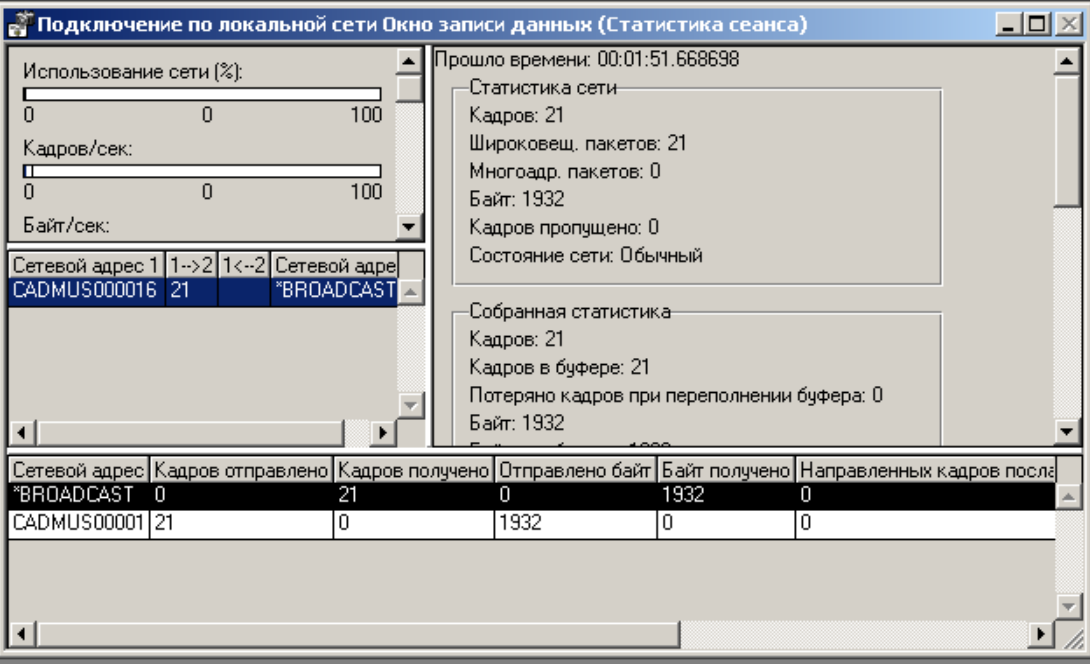 Подключение по локальной сети Окно записи данных (Статистика сеанса)
Использование сети (%):
0 0 100
Кадров/сек:
0 0 100
Байт/сек:
Сетевой адрес 1 1-->2 1<--2 Сетевой адре
CADMUS000016 21 *BROADCAST
Прошло времени: 00:01:51.668698
Статистика сети
Кадров: 21
Широковещ. пакетов: 21
Многоадр. пакетов: 0
Байт: 1932
Кадров пропущено: 0
Состояние сети: Обычный
Собранная статистика
Кадров: 21
Кадров в буфере: 21
Потеряно кадров при переполнении буфера: 0
Байт: 1932
Сетевой адрес Кадров отправлено Кадров получено Отправлено байт Байт получено Направленных кадров посла
*BROADCAST 0 21 0 1932 0
CADMUS00001 21 0 1932 0 0